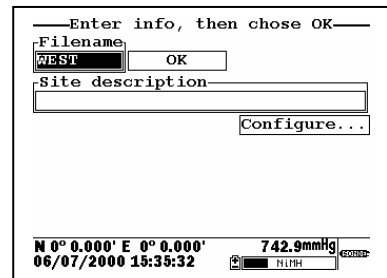 Enter info, then chose OK
Filename
WEST OK
Site description
Configure...
N 0° 0.000' E 0° 0.000' 742.9mmHg
06/07/2000 15:35:32 NiMH